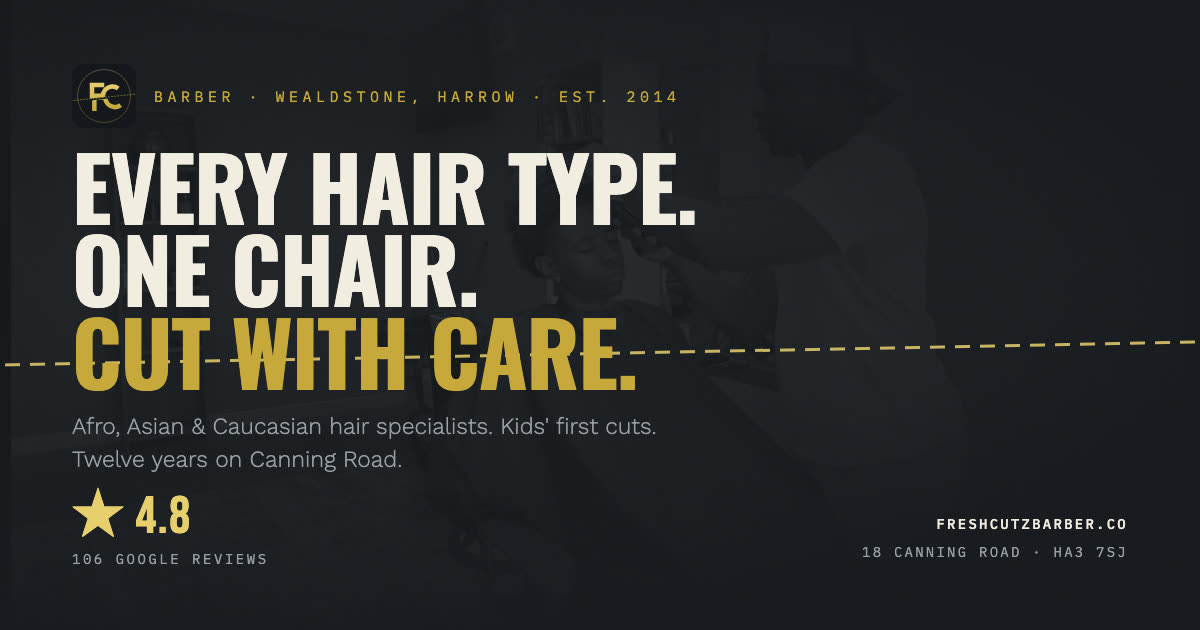 FC
BARBER · WEALDSTONE, HARROW · EST. 2014
EVERY HAIR TYPE.
ONE CHAIR.
CUT WITH CARE.
Afro, Asian & Caucasian hair specialists. Kids' first cuts.
Twelve years on Canning Road.
4.8
106 GOOGLE REVIEWS
FRESHCUTZBARBER.CO
18 CANNING ROAD · HA3 7SJ